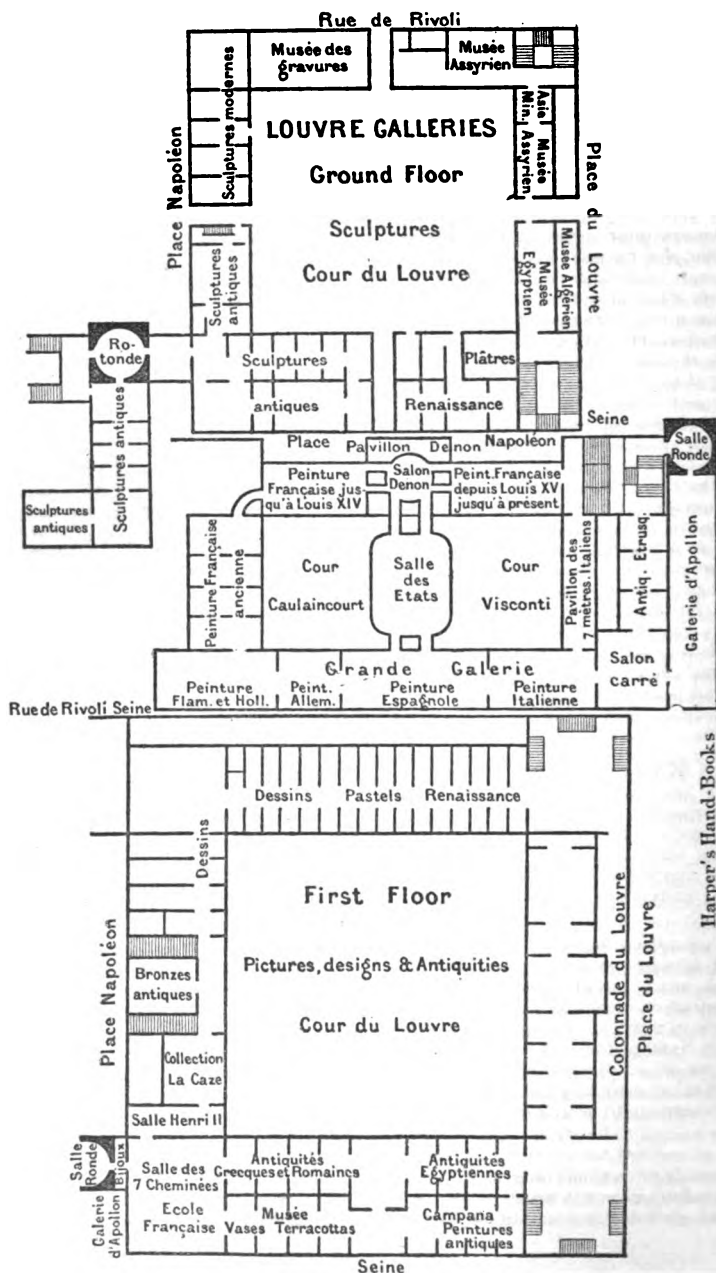 Rue de Rivoli
Musée des
gravures
Musée
Assyrien
Sculptures modernes
LOUVRE GALLERIES
Ground Floor
Asie
Min.
Musée
Assyrien
Place Napoléon
Place du Louvre
Sculptures
Cour du Louvre
Sculptures
antiques
Musée
Egyptien
Musée Algérien
Rotonde
Sculptures
antiques
Plâtres
Renaissance
Seine
Sculptures antiques
Sculptures
antiques
Place Napoléon
Pavillon Denon
Salle
Ronde
Peinture
Française jus-
qu'à Louis XIV
Salon
Denon
Peint. Française
depuis Louis XV
jusqu'à présent
Peinture Française
ancienne
Cour
Caulaincourt
Salle
des
Etats
Cour
Visconti
Pavillon des
7 mètres. Italiens
Antiq. Etrusq.
Galerie d'Apollon
Salon
carré
Grande Galerie
Peinture
Flam. et Holl.
Peint.
Allem.
Peinture
Espagnole
Peinture
Italienne
Rue de Rivoli Seine
Harper's Hand-Books
Dessins Pastels Renaissance
Dessins
First Floor
Pictures, designs & Antiquities
Cour du Louvre
Place Napoléon
Bronzes
antiques
Collection
La Caze
Salle Henri II
Colonnade du Louvre
Place du Louvre
Salle
Ronde
Bijoux
Salle des
7 Cheminées
Antiquités
Grecques et Romaines
Antiquités
Egyptiennes
Galerie
d'Apollon
Ecole
Française
Musée
Vases Terracottas
Campana
Peintures
antiques
Seine